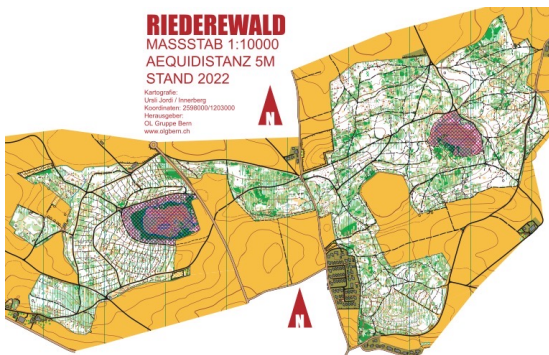 RIEDEREWALD
MASSSTAB 1:10000
AEQUIDISTANZ 5M
STAND 2022
Kartografie:
Ursli Jordi / Innerberg
Koordinaten: 2598000/1203000
Herausgeber:
OL Gruppe Bern
www.olgbern.ch
N
N